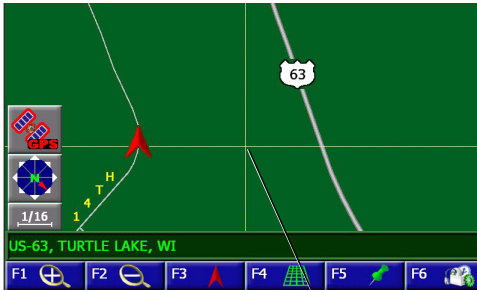 63
GPS
N
H
T
4
1
1/16
US-63, TURTLE LAKE, WI
F1 F2 F3 F4 F5 F6